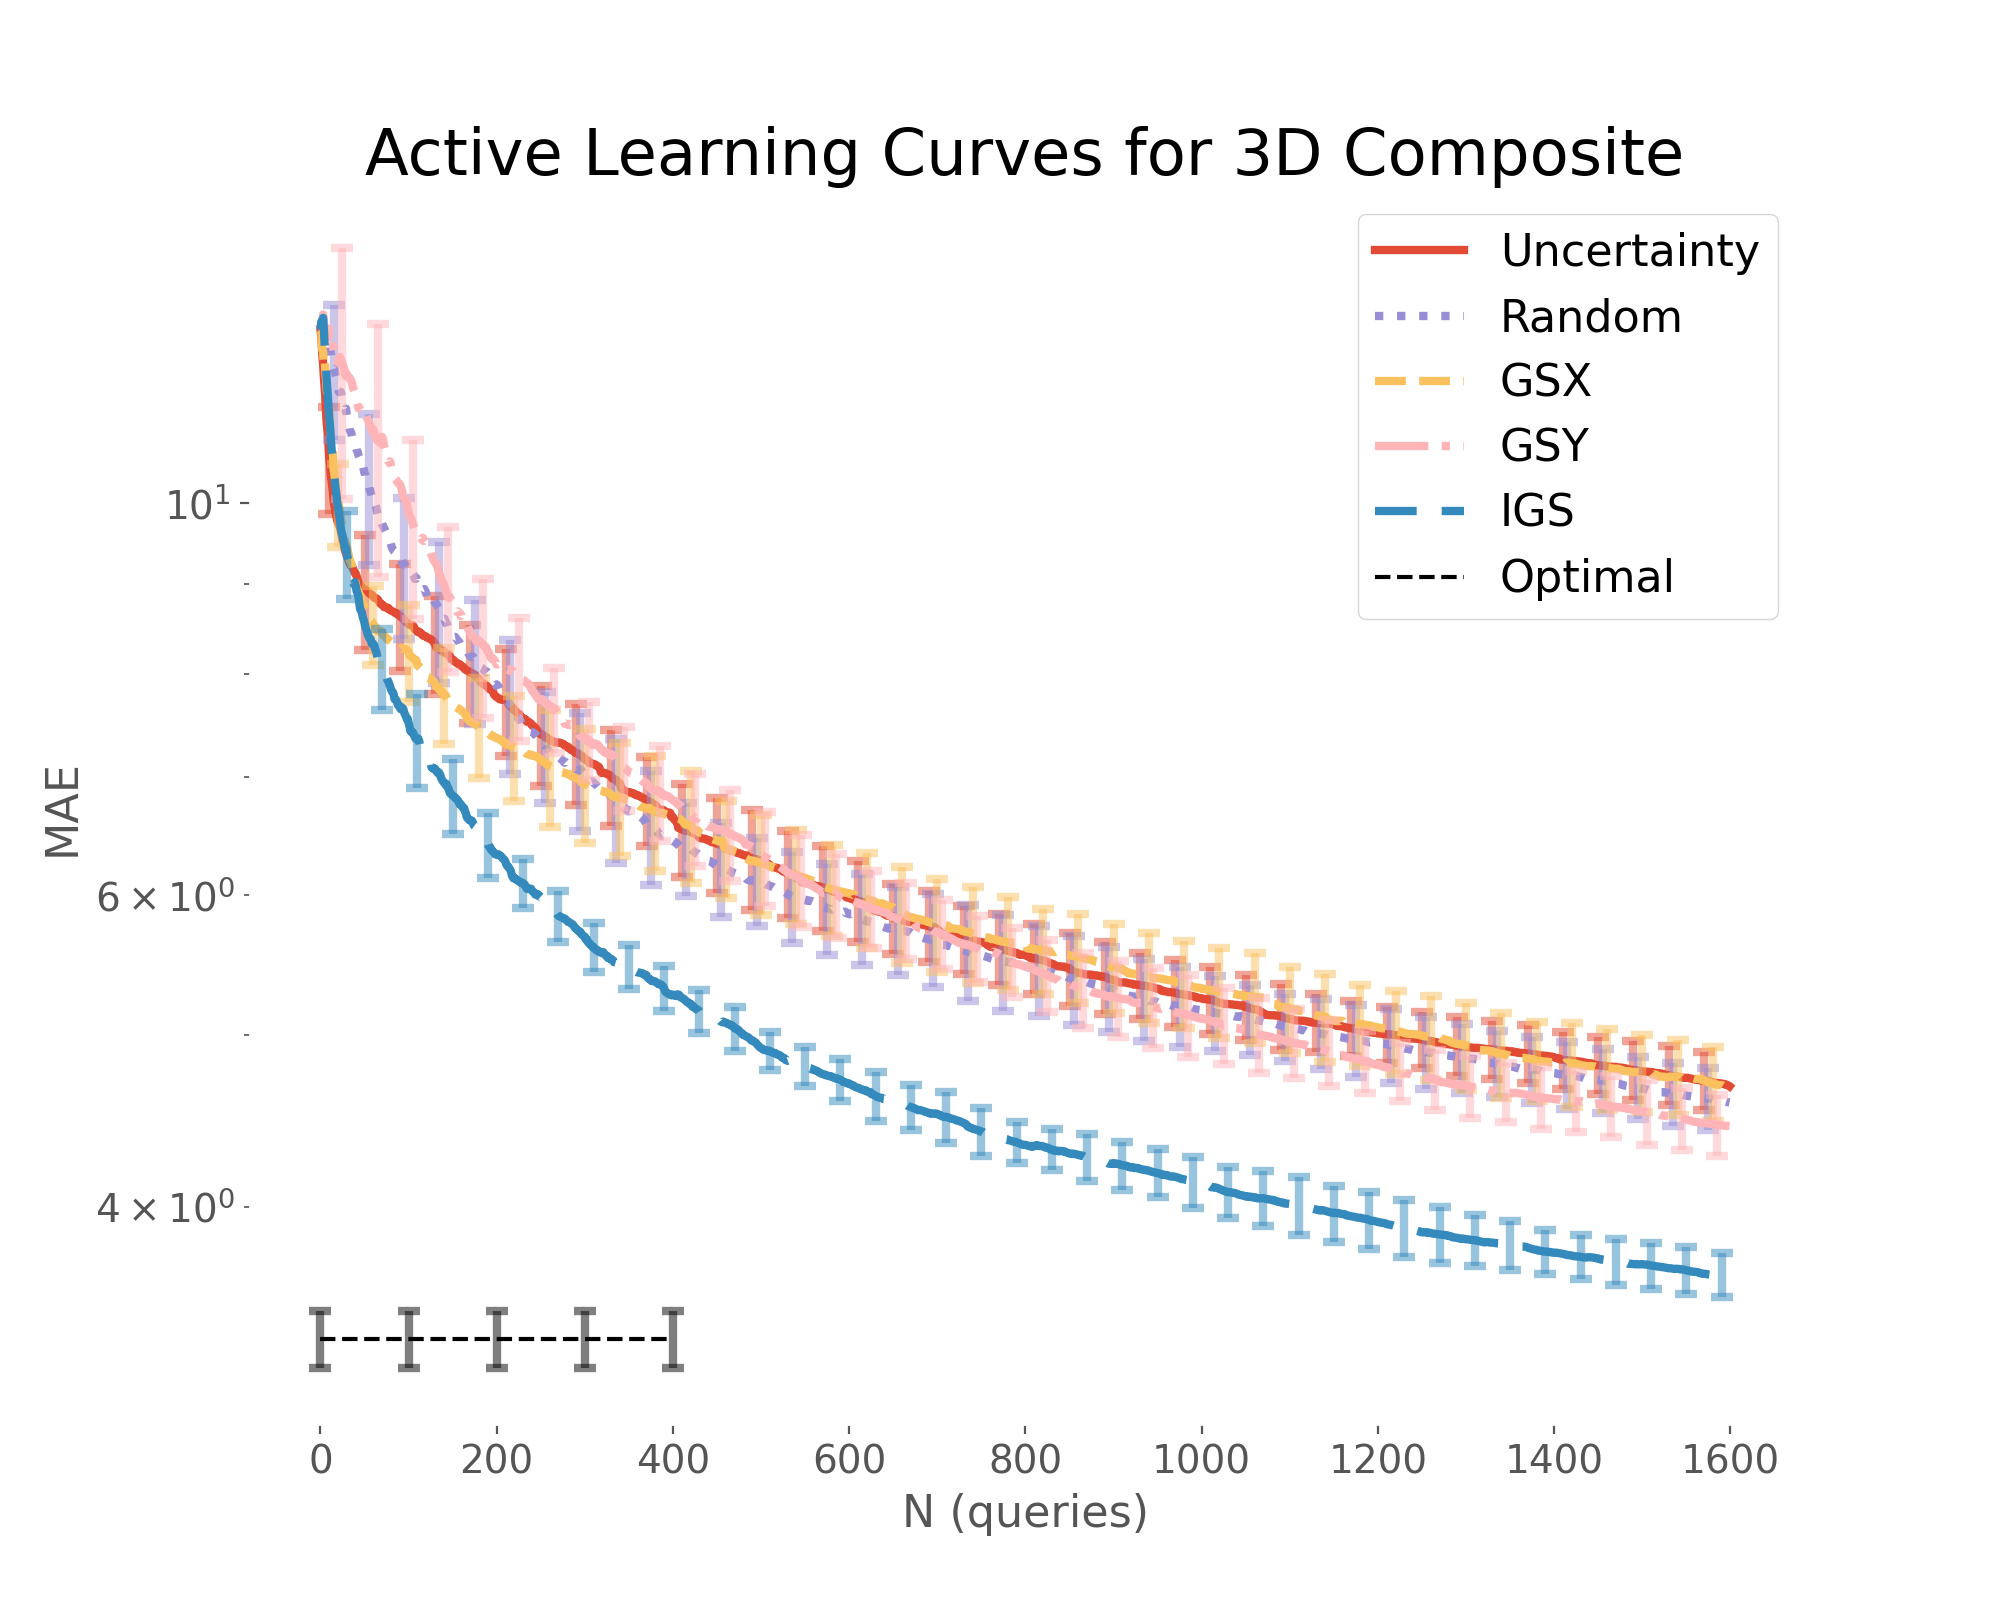 Active Learning Curves for 3D Composite
Uncertainty
Random
GSX
GSY
IGS
Optimal
10¹
6 × 10⁰
4 × 10⁰
MAE
0 200 400 600 800 1000 1200 1400 1600
N (queries)